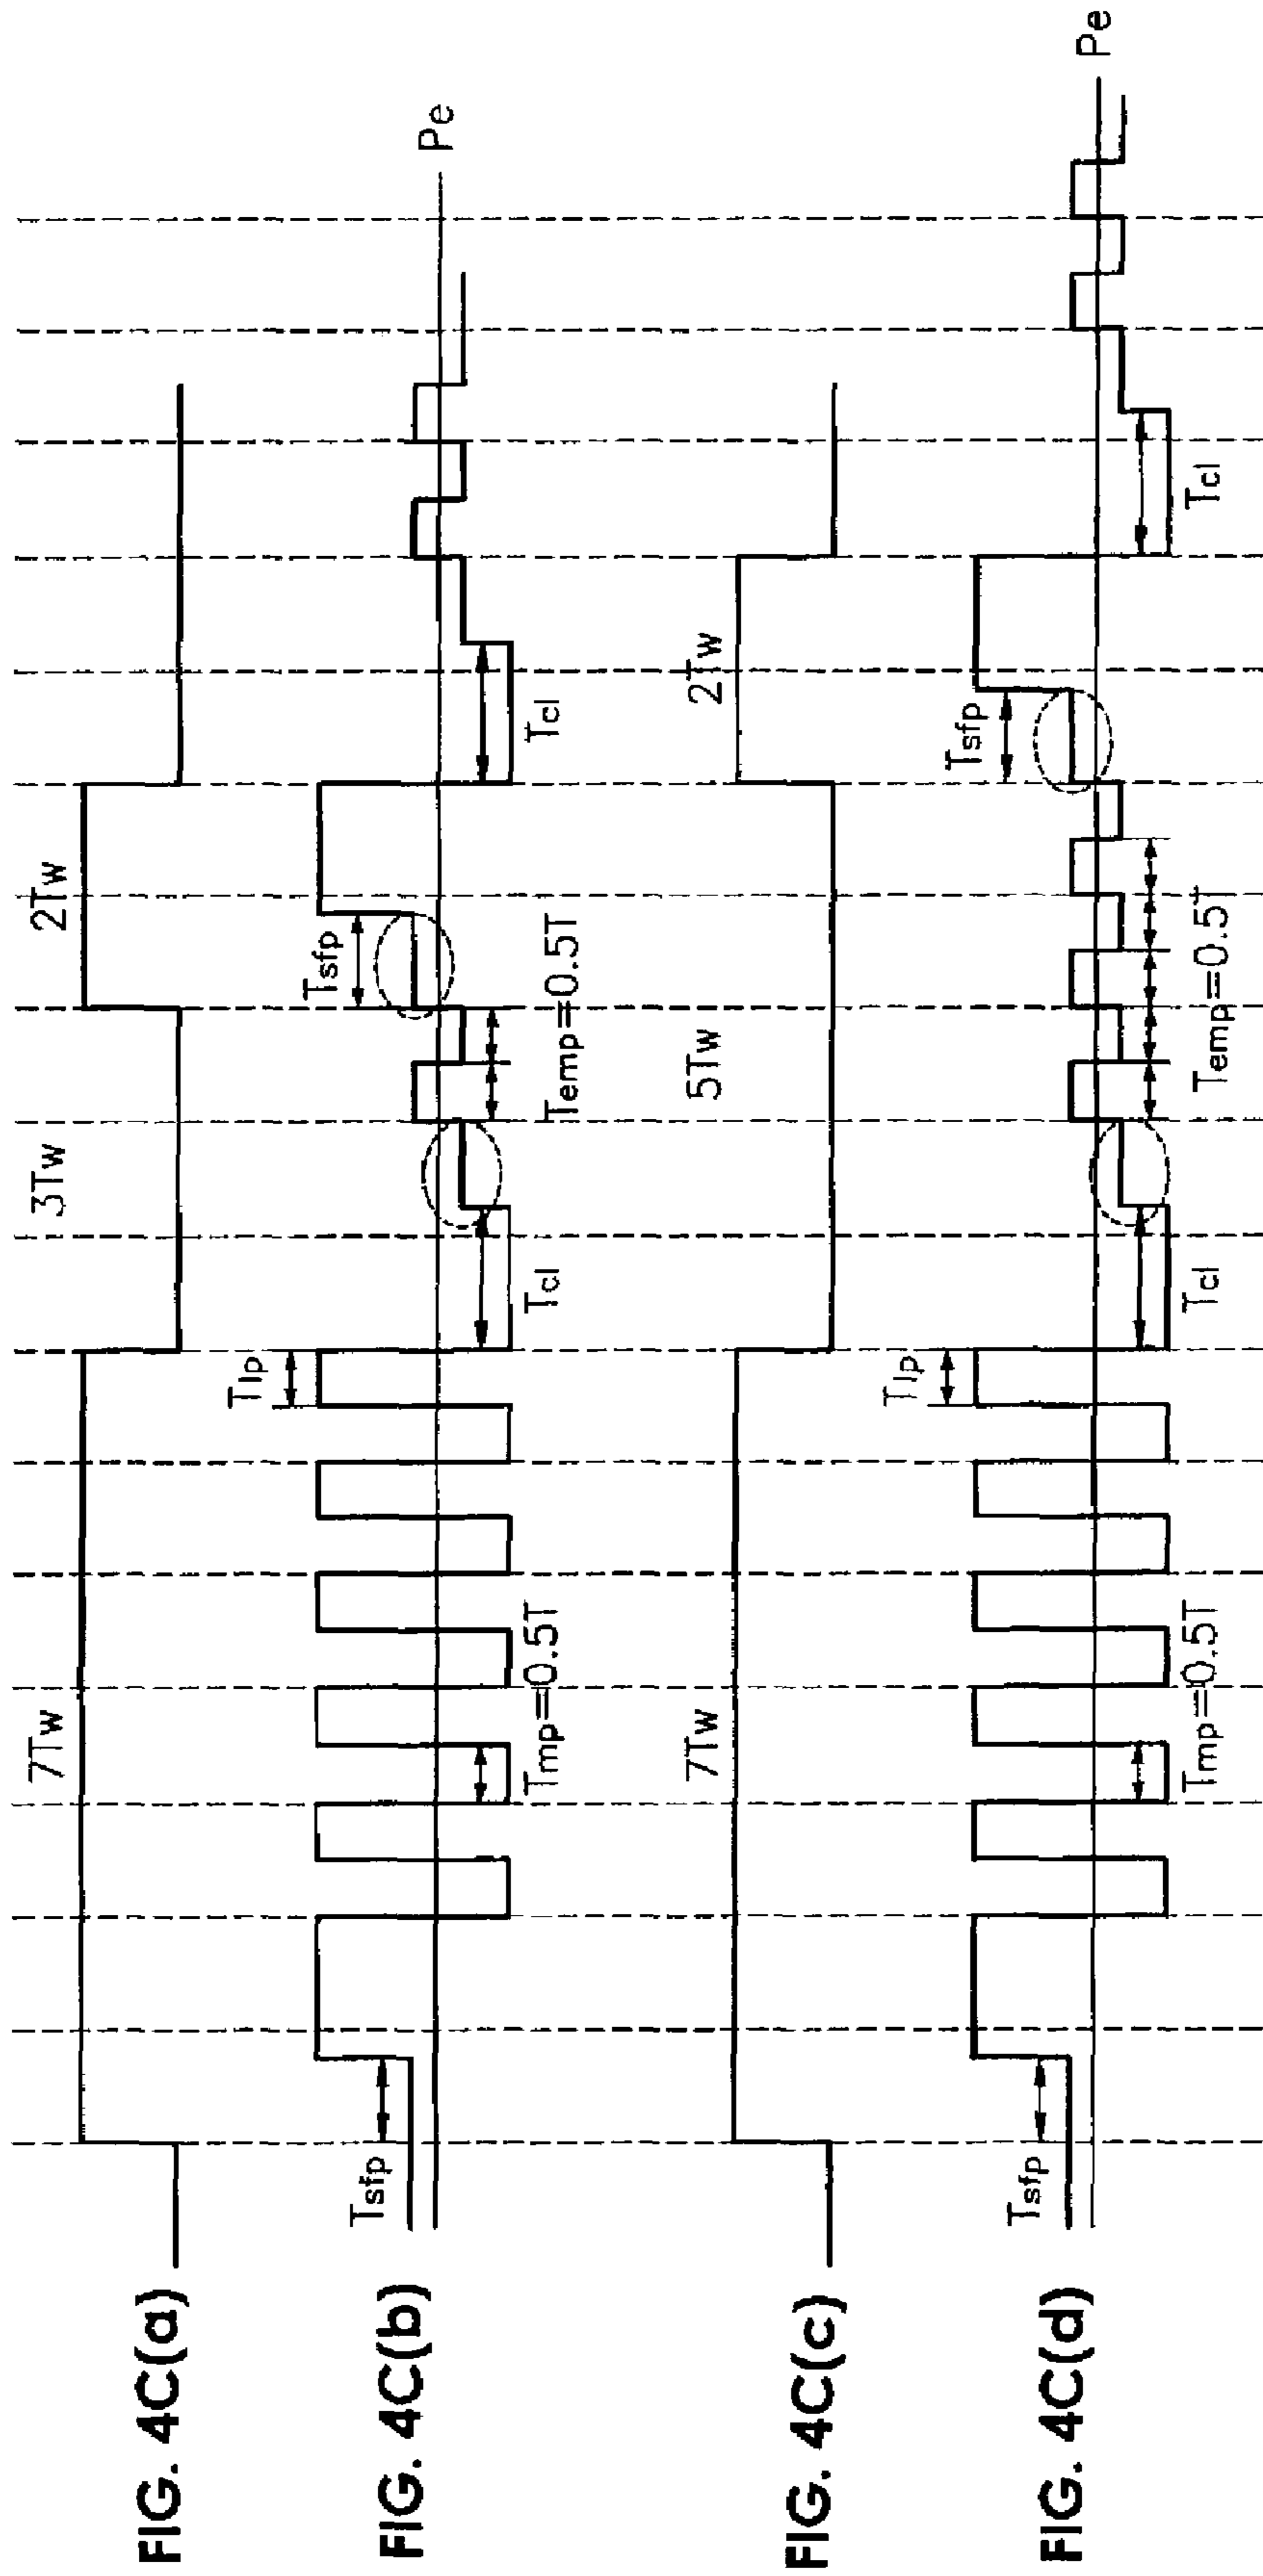 FIG. 4C(a)
7Tw
3Tw
2Tw
FIG. 4C(b)
Tsfp
Tlp
Tsfp
Pe
Tmp=0.5T
Tcl
Temp=0.5T
Tcl
FIG. 4C(c)
7Tw
5Tw
2Tw
FIG. 4C(d)
Tsfp
Tlp
Tsfp
Pe
Tmp=0.5T
Tcl
Temp=0.5T
Tcl